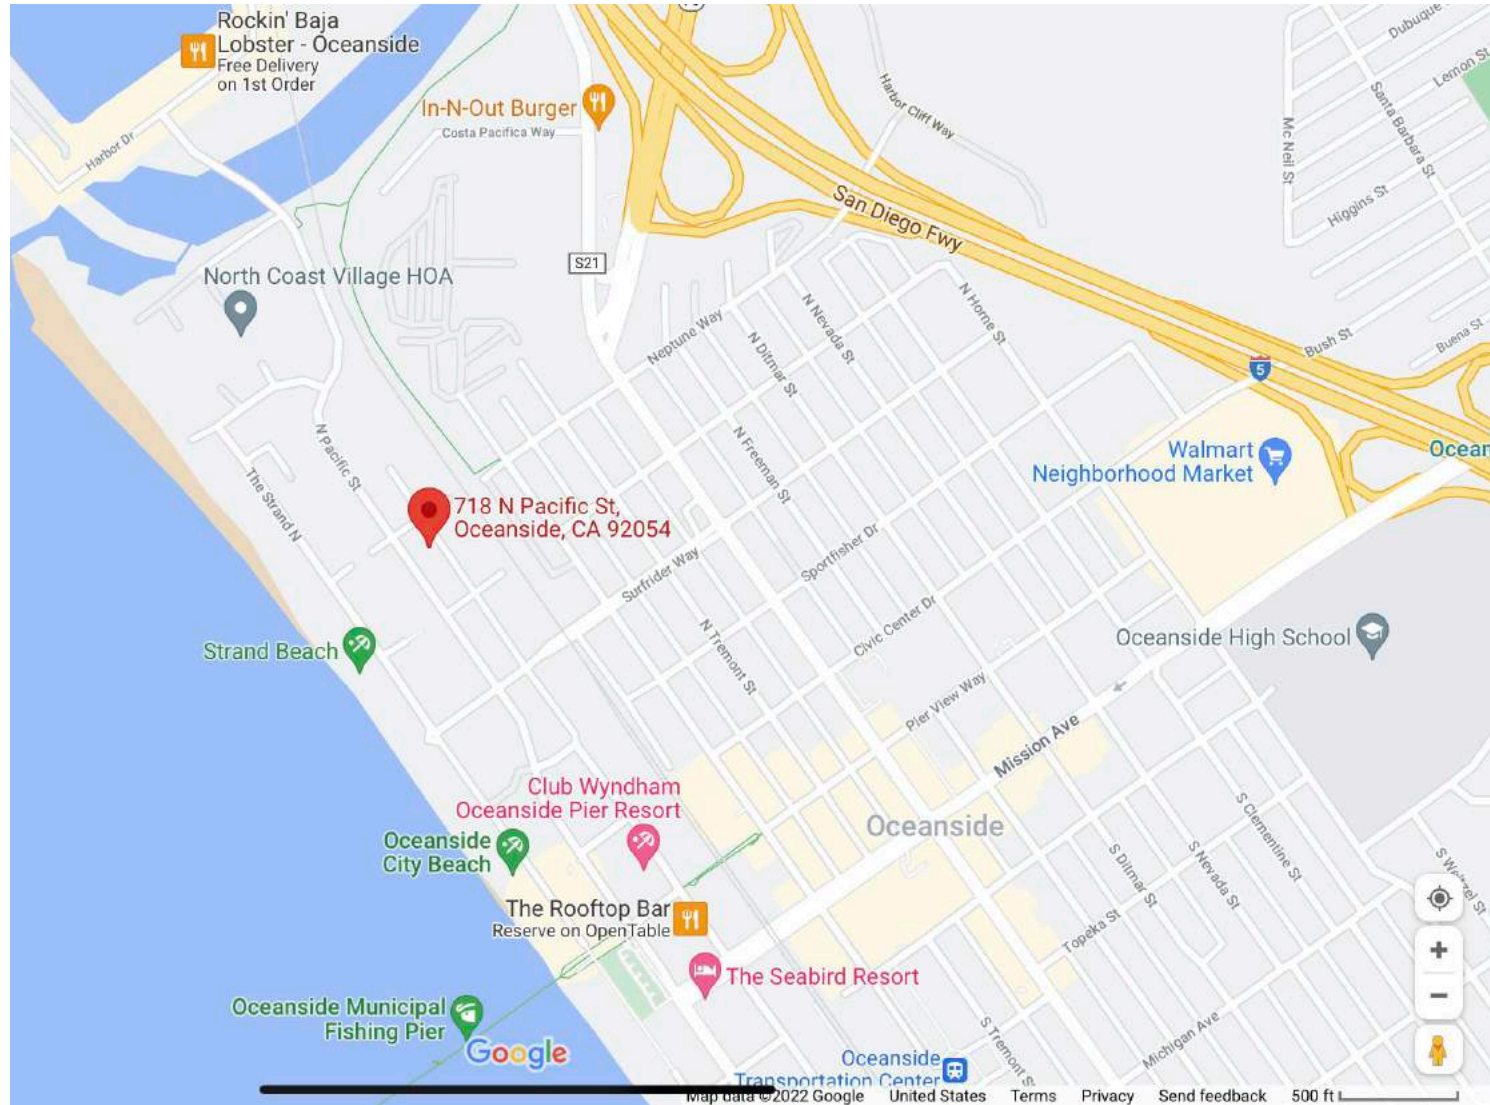 Rockin' Baja
Lobster - Oceanside
Free Delivery
on 1st Order
In-N-Out Burger
Costa Pacifica Way
Harbor Dr
Harbor Cliff Way
Dubuque
Lemon St
Santa Barbara St
Mc Neil St
Higgins St
San Diego Fwy
S21
North Coast Village HOA
Neptune Way
N Nevada St
N Ditmar St
N Horne St
Bush St
Buena St
5
N Pacific St
The Strand N
N Freeman St
Walmart
Neighborhood Market
Ocean
718 N Pacific St,
Oceanside, CA 92054
Surfrider Way
Sportfisher Dr
Civic Center Dr
N Tremont St
Strand Beach
Oceanside High School
Pier View Way
Mission Ave
Club Wyndham
Oceanside Pier Resort
Oceanside
Oceanside
City Beach
S Clementine St
S Ditmar St
S Nevada St
S Weitzel St
The Rooftop Bar
Reserve on OpenTable
Topeka St
The Seabird Resort
Oceanside Municipal
Fishing Pier
Google
S Tremont St
Michigan Ave
Oceanside
Transportation Center
Map data ©2022 Google United States Terms Privacy Send feedback 500 ft